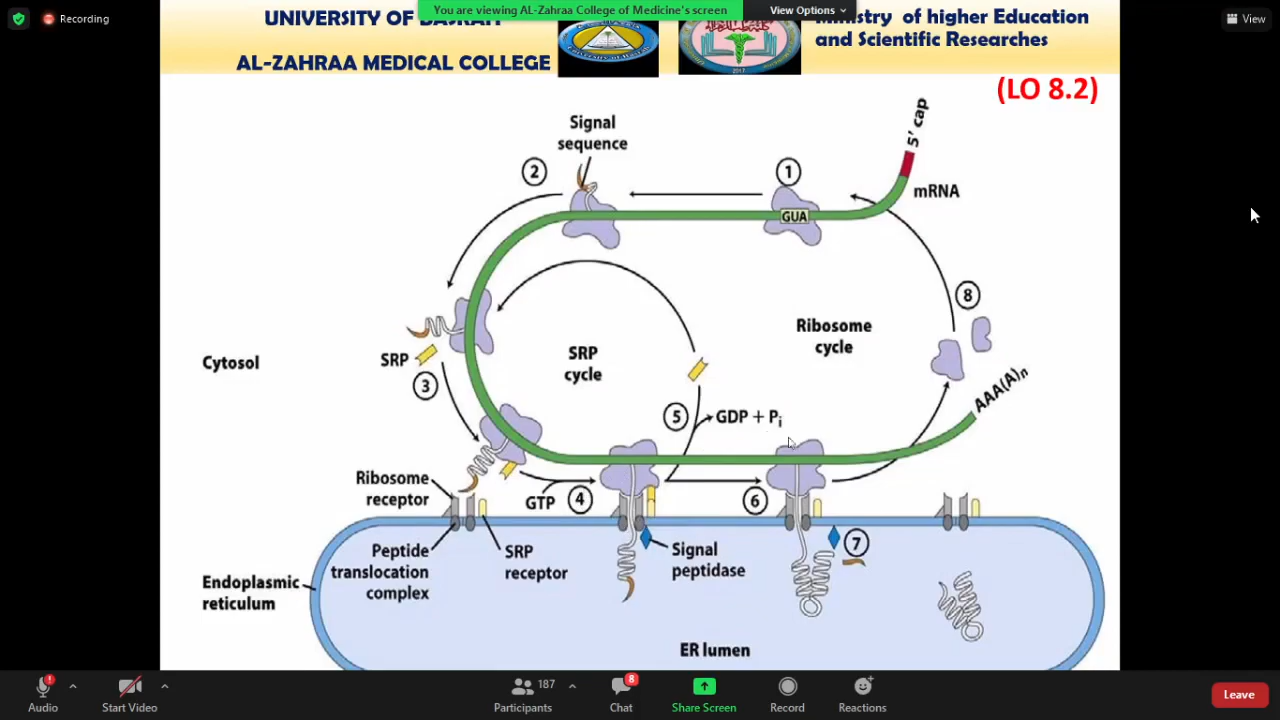 Recording
You are viewing AL-Zahraa College of Medicine's screen
View Options
View
UNIVERSITY OF BASRAH
AL-ZAHRAA MEDICAL COLLEGE
Ministry of higher Education
and Scientific Researches
2017
(LO 8.2)
Signal
sequence
5' cap
mRNA
1
2
GUA
8
Ribosome
cycle
SRP
cycle
Cytosol
SRP
3
5
GDP + Pi
AAA(A)n
Ribosome
receptor
GTP
4
6
Peptide
translocation
complex
SRP
receptor
Signal
peptidase
7
Endoplasmic
reticulum
ER lumen
Audio
Start Video
187
Participants
8
Chat
Share Screen
Record
Reactions
Leave